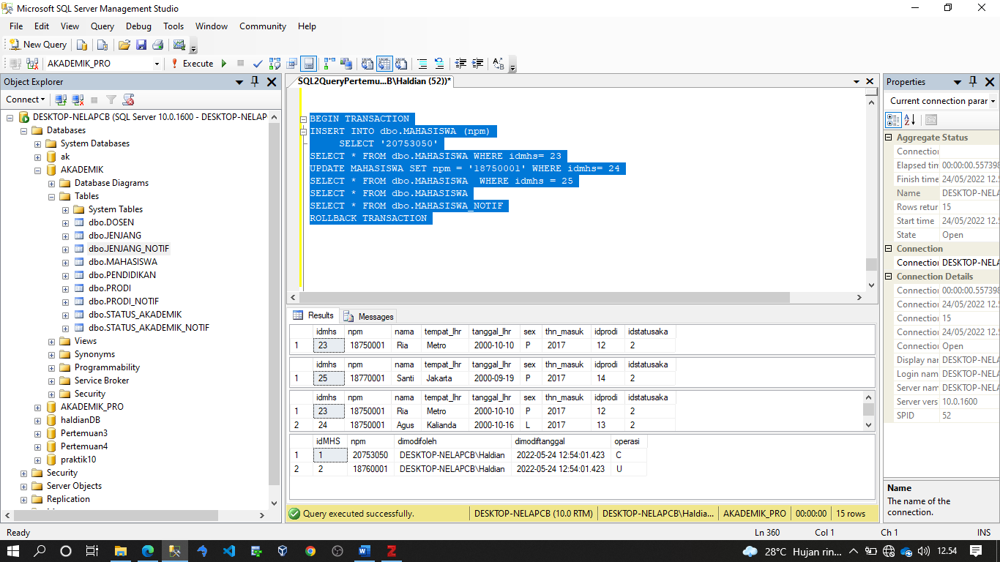 Microsoft SQL Server Management Studio
File Edit View Query Debug Tools Window Community Help
New Query
AKADEMIK_PRO Execute
Object Explorer
Connect
DESKTOP-NELAPCB (SQL Server 10.0.1600 - DESKTOP-NELAP
Databases
System Databases
ak
AKADEMIK
Database Diagrams
Tables
System Tables
dbo.DOSEN
dbo.JENJANG
dbo.JENJANG_NOTIF
dbo.MAHASISWA
dbo.PENDIDIKAN
dbo.PRODI
dbo.PRODI_NOTIF
dbo.STATUS_AKADEMIK
dbo.STATUS_AKADEMIK_NOTIF
Views
Synonyms
Programmability
Service Broker
Security
AKADEMIK_PRO
haldianDB
Pertemuan3
Pertemuan4
praktik10
Security
Server Objects
Replication
SQL2QueryPertemu...B\Haldian (52))*
BEGIN TRANSACTION
INSERT INTO dbo.MAHASISWA (npm)
SELECT '20753050'
SELECT * FROM dbo.MAHASISWA WHERE idmhs= 23
UPDATE MAHASISWA SET npm = '18750001' WHERE idmhs= 24
SELECT * FROM dbo.MAHASISWA  WHERE idmhs = 25
SELECT * FROM dbo.MAHASISWA
SELECT * FROM dbo.MAHASISWA_NOTIF
ROLLBACK TRANSACTION
Results Messages
idmhs npm nama tempat_lhr tanggal_lhr sex thn_masuk idprodi idstatusaka
1 23 18750001 Ria Metro 2000-10-10 P 2017 12 2
idmhs npm nama tempat_lhr tanggal_lhr sex thn_masuk idprodi idstatusaka
1 25 18770001 Santi Jakarta 2000-09-19 P 2017 14 2
idmhs npm nama tempat_lhr tanggal_lhr sex thn_masuk idprodi idstatusaka
1 23 18750001 Ria Metro 2000-10-10 P 2017 12 2
2 24 18750001 Agus Kalianda 2000-10-16 L 2017 13 2
idMHS npm dimodifoleh dimodiftanggal operasi
1 1 20753050 DESKTOP-NELAPCB\Haldian 2022-05-24 12:54:01.423 C
2 2 18760001 DESKTOP-NELAPCB\Haldian 2022-05-24 12:54:01.423 U
Query executed successfully. DESKTOP-NELAPCB (10.0 RTM) DESKTOP-NELAPCB\Haldia... AKADEMIK_PRO 00:00:00 15 rows
Properties
Current connection parar
Aggregate Status
Connection
Elapsed tim 00:00:00.557398
Finish time 24/05/2022 12.5
Name DESKTOP-NELA
Rows retur 15
Start time 24/05/2022 12.5
State Open
Connection
Connection DESKTOP-NELA
Connection Details
Connection 00:00:00.557398
Connection 24/05/2022 12.5
Connection 15
Connection 24/05/2022 12.5
Connection Open
Display nar DESKTOP-NELA
Login nam DESKTOP-NELA
Server nam DESKTOP-NELA
Server vers 10.0.1600
SPID 52
Name
The name of the
connection.
Ready Ln 360 Col 1 Ch 1 INS
28°C Hujan rin... 12.54